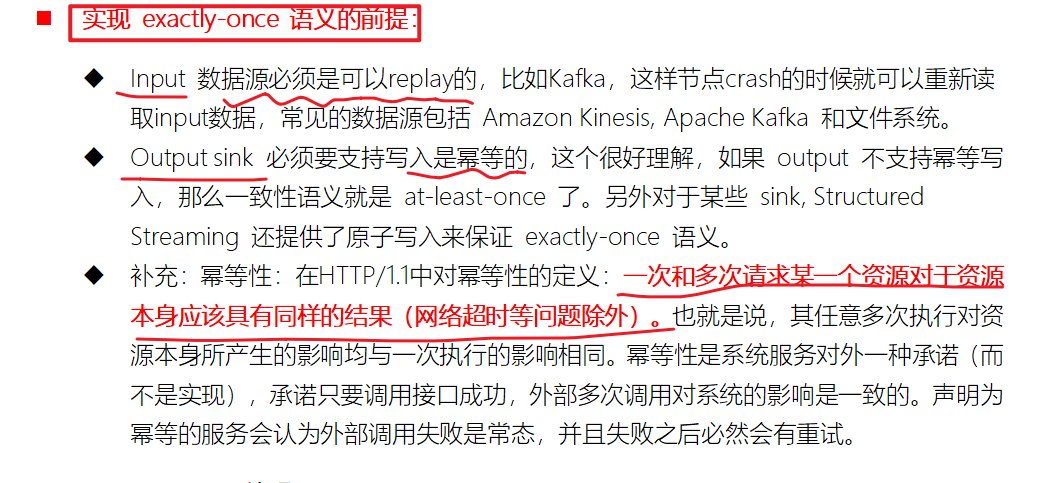 实现 exactly-once 语义的前提:
Input 数据源必须是可以replay的，比如Kafka，这样节点crash的时候就可以重新读
取input数据，常见的数据源包括 Amazon Kinesis, Apache Kafka 和文件系统。
Output sink 必须要支持写入是幂等的，这个很好理解，如果 output 不支持幂等写
入，那么一致性语义就是 at-least-once 了。另外对于某些 sink, Structured
Streaming 还提供了原子写入来保证 exactly-once 语义。
补充：幂等性：在HTTP/1.1中对幂等性的定义：一次和多次请求某一个资源对于资源
本身应该具有同样的结果（网络超时等问题除外）。也就是说，其任意多次执行对资
源本身所产生的影响均与一次执行的影响相同。幂等性是系统服务对外一种承诺（而
不是实现），承诺只要调用接口成功，外部多次调用对系统的影响是一致的。声明为
幂等的服务会认为外部调用失败是常态，并且失败之后必然会有重试。